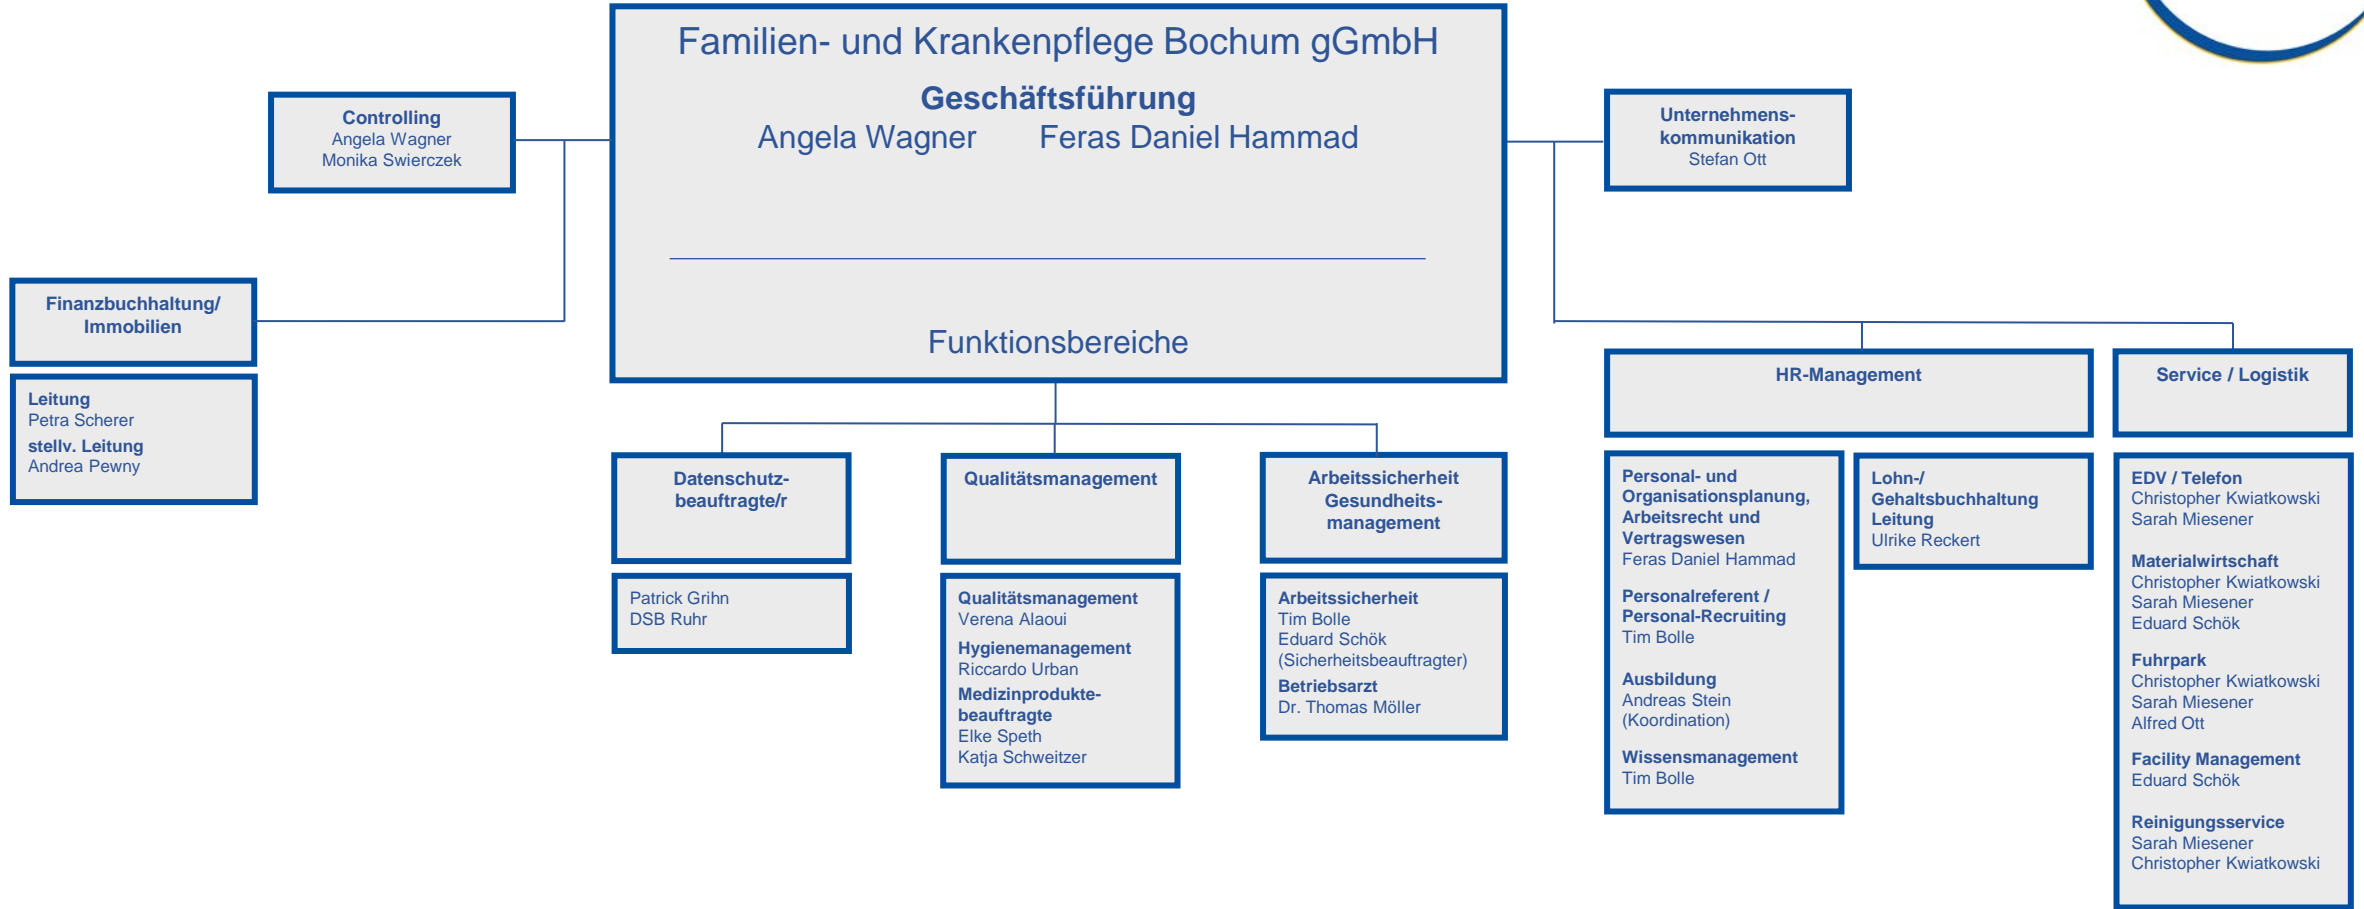 Familien- und Krankenpflege Bochum gGmbH
Geschäftsführung
Angela Wagner Feras Daniel Hammad
Funktionsbereiche
Controlling
Angela Wagner
Monika Swierczek
Unternehmens-
kommunikation
Stefan Ott
Finanzbuchhaltung/
Immobilien
Leitung
Petra Scherer
stellv. Leitung
Andrea Pewny
Datenschutz-
beauftragte/r
Patrick Grihn
DSB Ruhr
Qualitätsmanagement
Qualitätsmanagement
Verena Alaoui
Hygienemanagement
Riccardo Urban
Medizinprodukte-
beauftragte
Elke Speth
Katja Schweitzer
Arbeitssicherheit
Gesundheits-
management
Arbeitssicherheit
Tim Bolle
Eduard Schök
(Sicherheitsbeauftragter)
Betriebsarzt
Dr. Thomas Möller
HR-Management
Personal- und
Organisationsplanung,
Arbeitsrecht und
Vertragswesen
Feras Daniel Hammad
Personalreferent /
Personal-Recruiting
Tim Bolle
Ausbildung
Andreas Stein
(Koordination)
Wissensmanagement
Tim Bolle
Lohn-/
Gehaltsbuchhaltung
Leitung
Ulrike Reckert
Service / Logistik
EDV / Telefon
Christopher Kwiatkowski
Sarah Miesener
Materialwirtschaft
Christopher Kwiatkowski
Sarah Miesener
Eduard Schök
Fuhrpark
Christopher Kwiatkowski
Sarah Miesener
Alfred Ott
Facility Management
Eduard Schök
Reinigungsservice
Sarah Miesener
Christopher Kwiatkowski